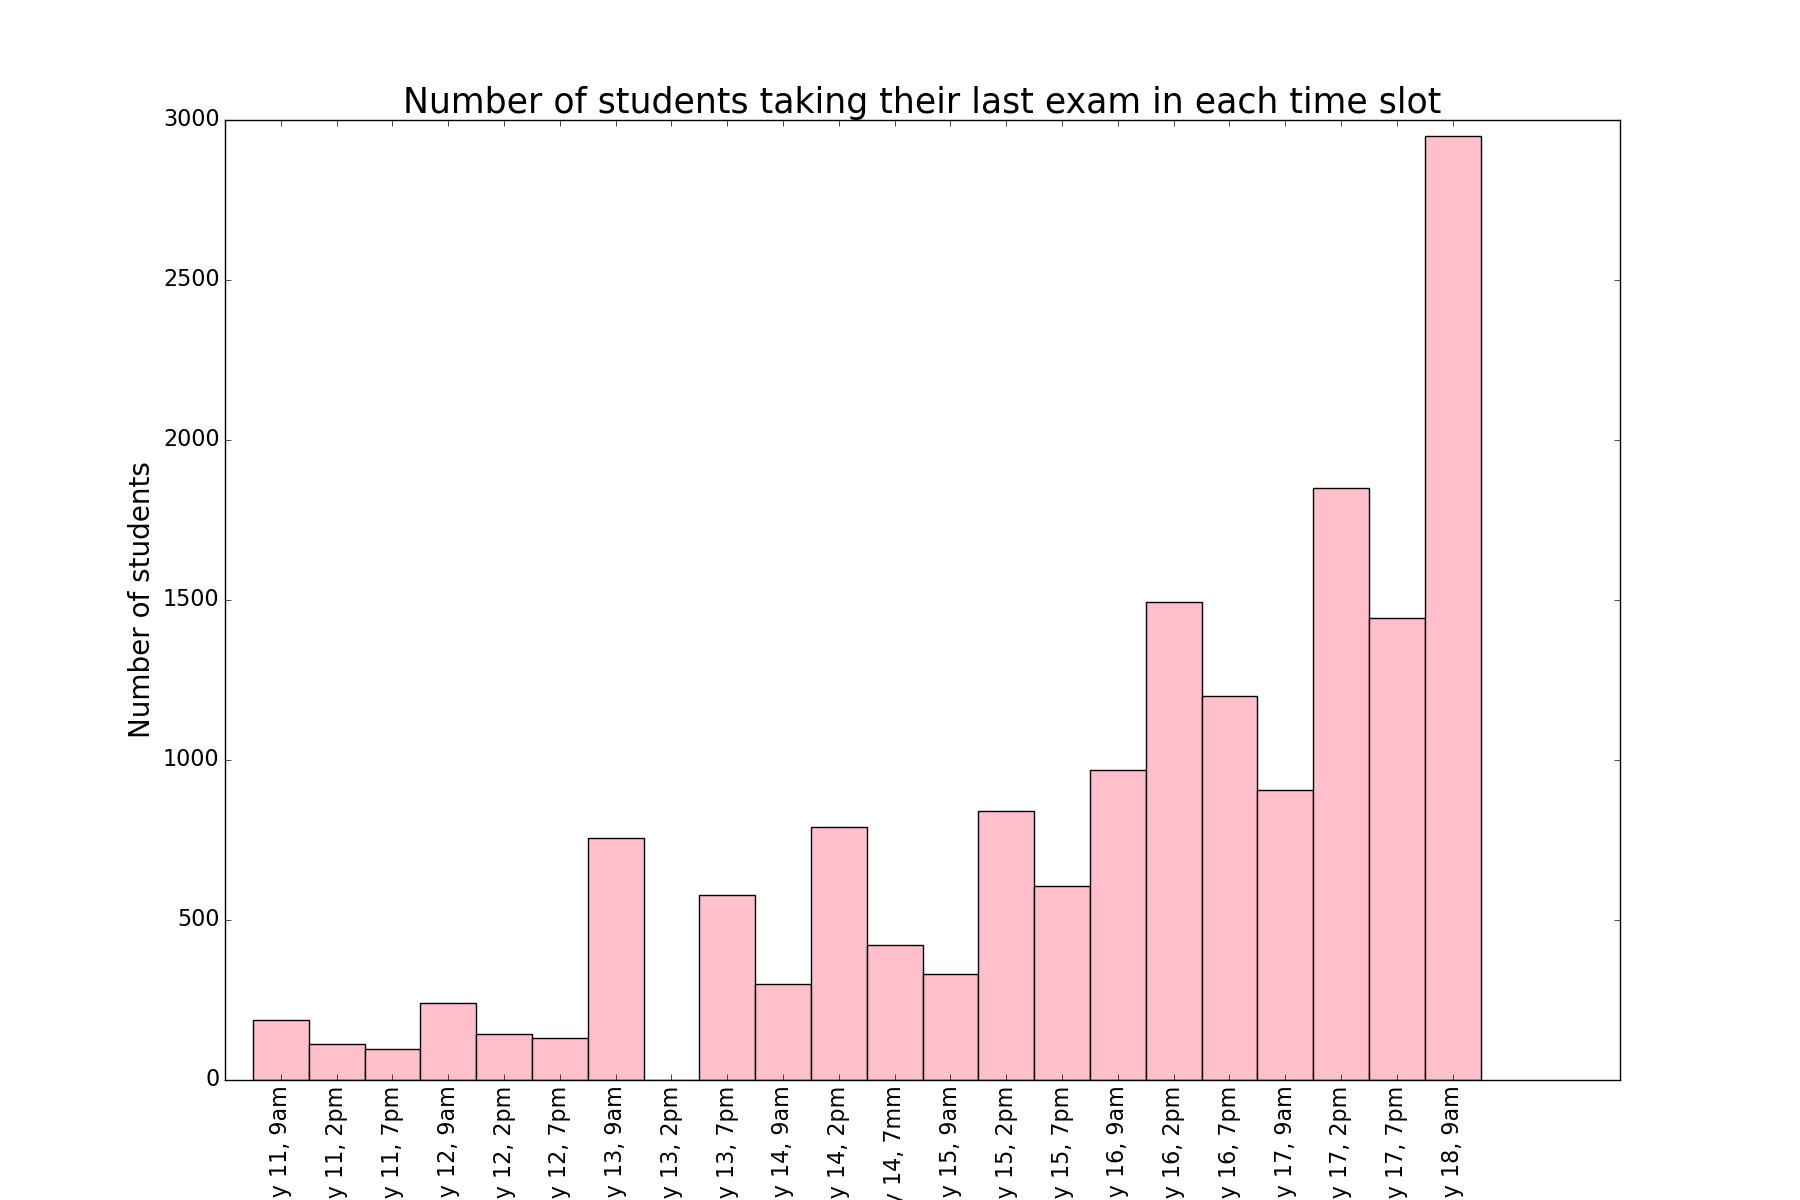 Number of students taking their last exam in each time slot
Number of students
3000
2500
2000
1500
1000
500
0
y 11, 9am
y 11, 2pm
y 11, 7pm
y 12, 9am
y 12, 2pm
y 12, 7pm
y 13, 9am
y 13, 2pm
y 13, 7pm
y 14, 9am
y 14, 2pm
y 14, 7mm
y 15, 9am
y 15, 2pm
y 15, 7pm
y 16, 9am
y 16, 2pm
y 16, 7pm
y 17, 9am
y 17, 2pm
y 17, 7pm
y 18, 9am